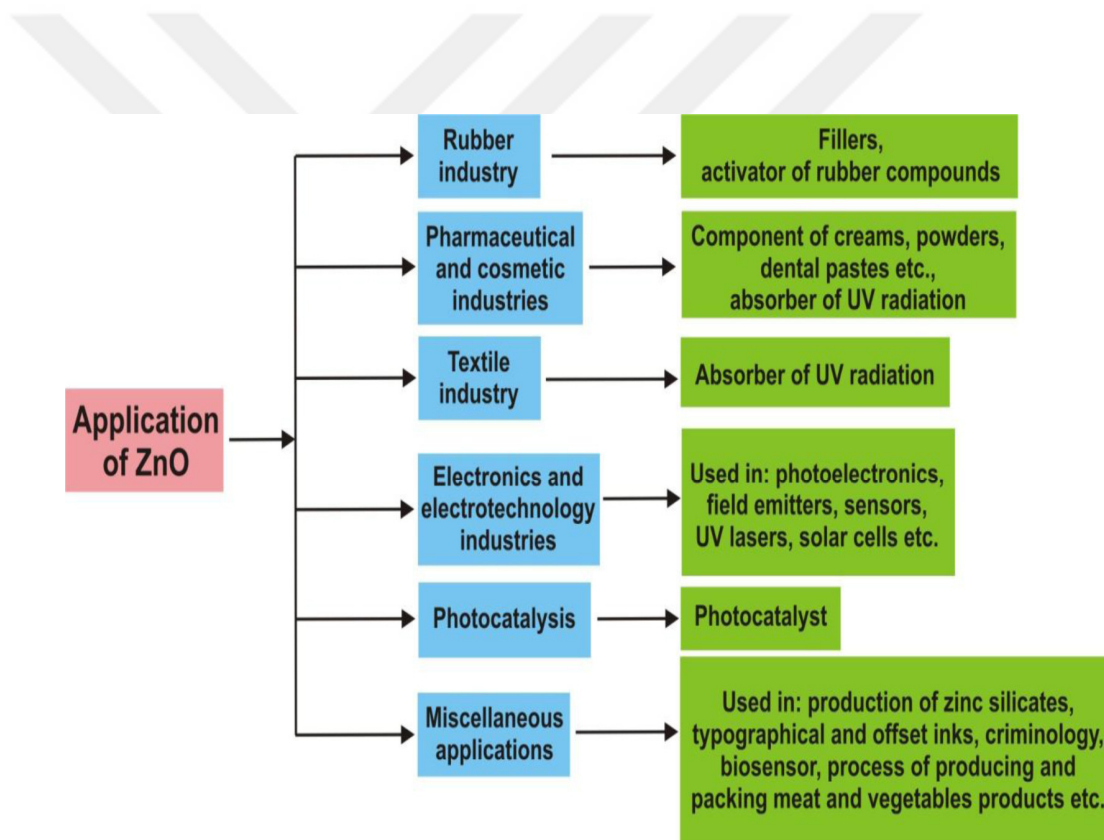 Application
of ZnO
Rubber
industry
Fillers,
activator of rubber compounds
Pharmaceutical
and cosmetic
industries
Component of creams, powders,
dental pastes etc.,
absorber of UV radiation
Textile
industry
Absorber of UV radiation
Electronics and
electrotechnology
industries
Used in: photoelectronics,
field emitters, sensors,
UV lasers, solar cells etc.
Photocatalysis
Photocatalyst
Miscellaneous
applications
Used in: production of zinc silicates,
typographical and offset inks, criminology,
biosensor, process of producing and
packing meat and vegetables products etc.